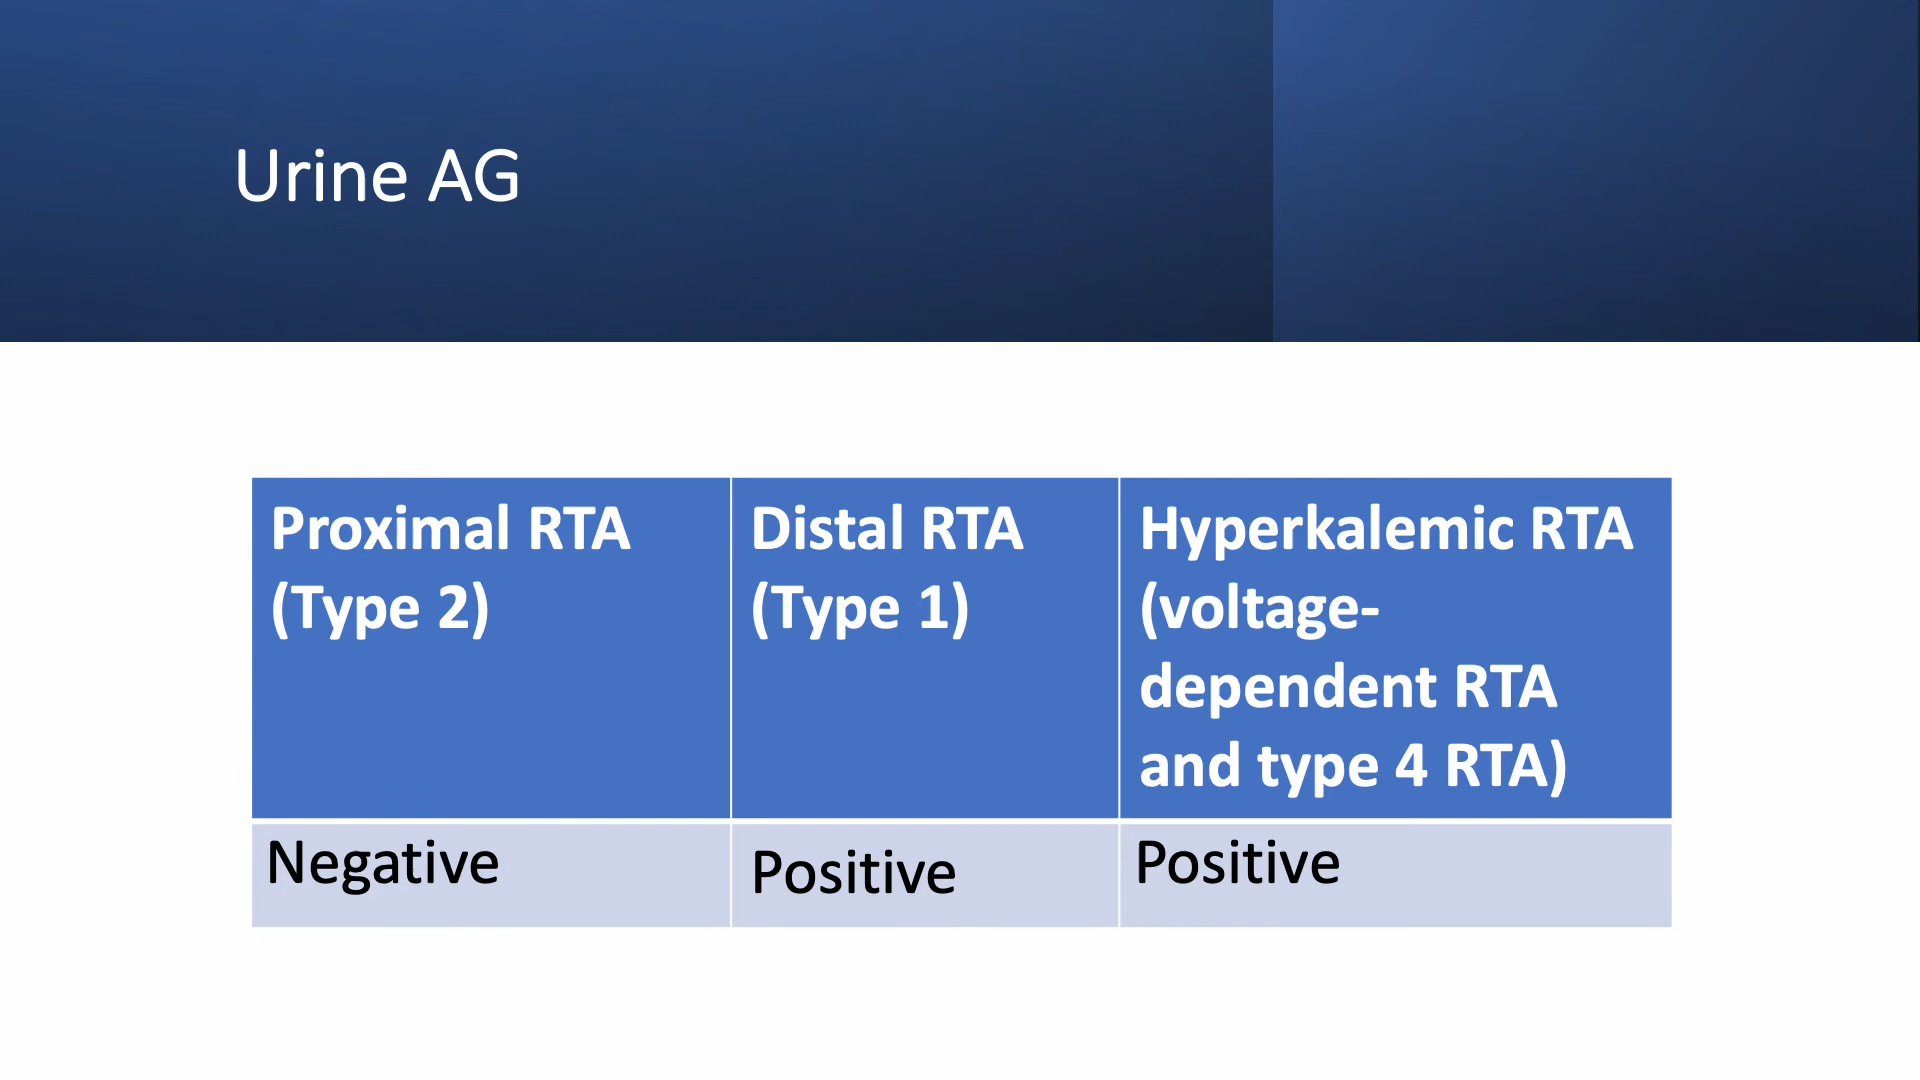 Urine AG
Proximal RTA
(Type 2)
Distal RTA
(Type 1)
Hyperkalemic RTA
(voltage-
dependent RTA
and type 4 RTA)
Negative
Positive
Positive